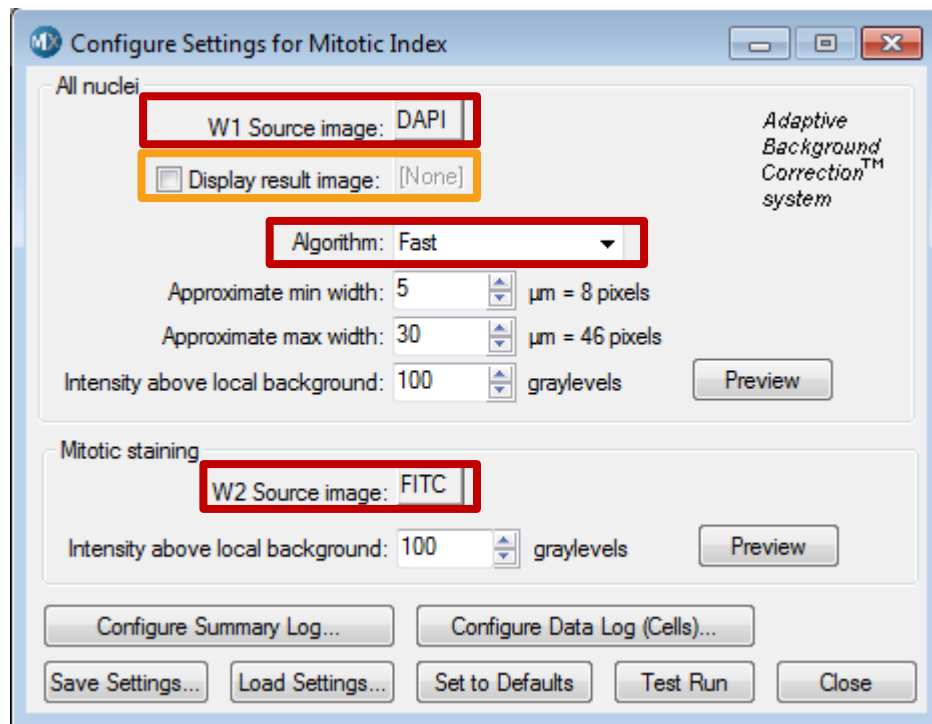 MX Configure Settings for Mitotic Index
All nuclei
W1 Source image: DAPI
Adaptive
Background
Correction™
system
Display result image: [None]
Algorithm: Fast
Approximate min width: 5 µm = 8 pixels
Approximate max width: 30 µm = 46 pixels
Intensity above local background: 100 graylevels Preview
Mitotic staining
W2 Source image: FITC
Intensity above local background: 100 graylevels Preview
Configure Summary Log... Configure Data Log (Cells)...
Save Settings... Load Settings... Set to Defaults Test Run Close